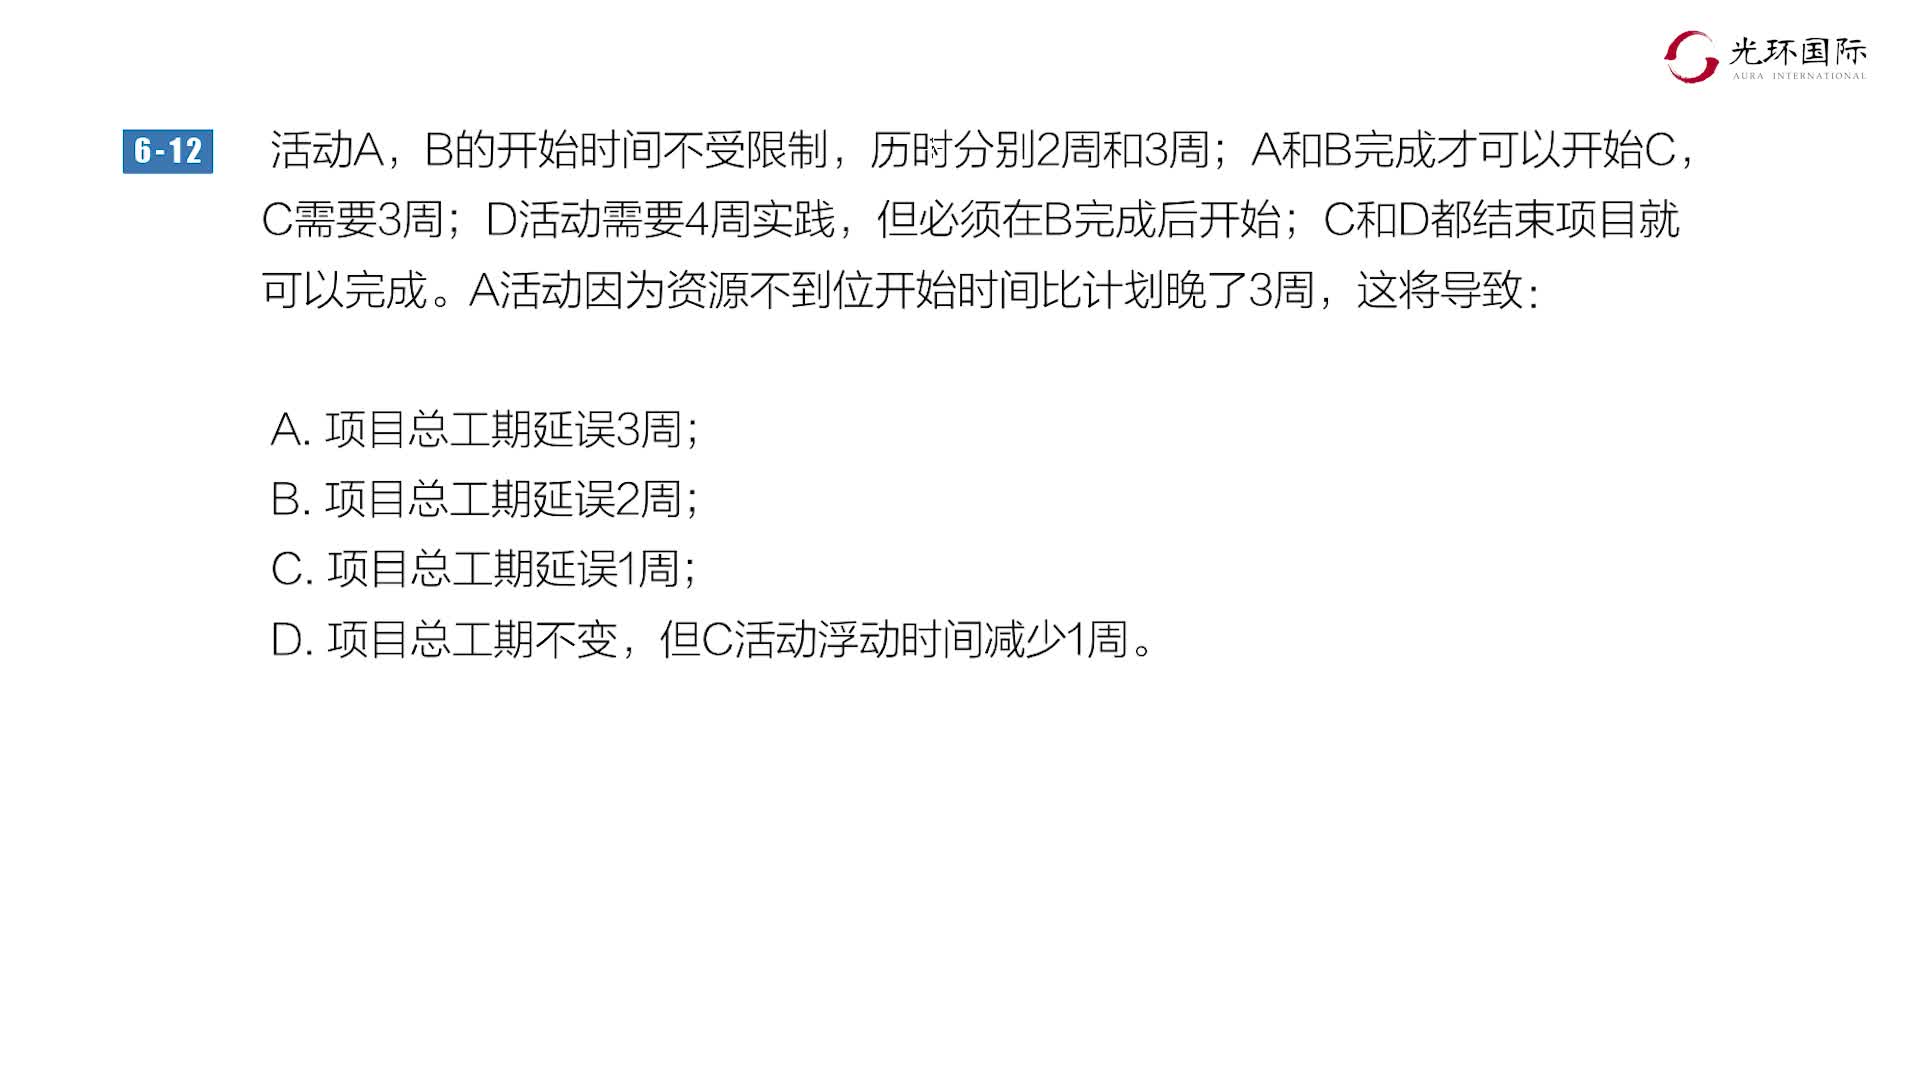 光环国际
AURA INTERNATIONAL
6-12 活动A，B的开始时间不受限制，历时分别2周和3周；A和B完成才可以开始C，
C需要3周；D活动需要4周实践，但必须在B完成后开始；C和D都结束项目就
可以完成。A活动因为资源不到位开始时间比计划晚了3周，这将导致：
A. 项目总工期延误3周；
B. 项目总工期延误2周；
C. 项目总工期延误1周；
D. 项目总工期不变，但C活动浮动时间减少1周。